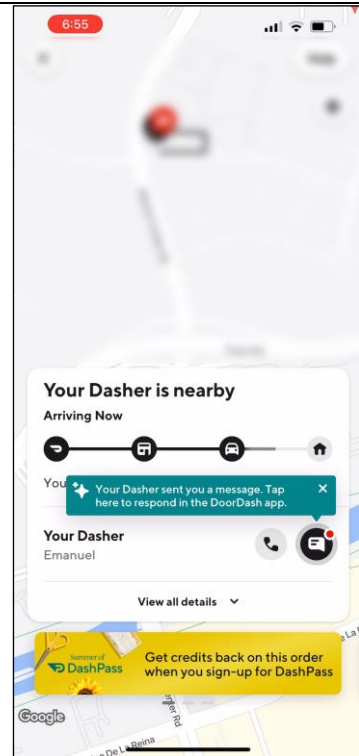 6:55
Help
Your Dasher is nearby
Arriving Now
You
Your Dasher sent you a message. Tap
here to respond in the DoorDash app.
Your Dasher
Emanuel
View all details
Summer of
DashPass
Get credits back on this order
when you sign-up for DashPass
Google
De La Reina